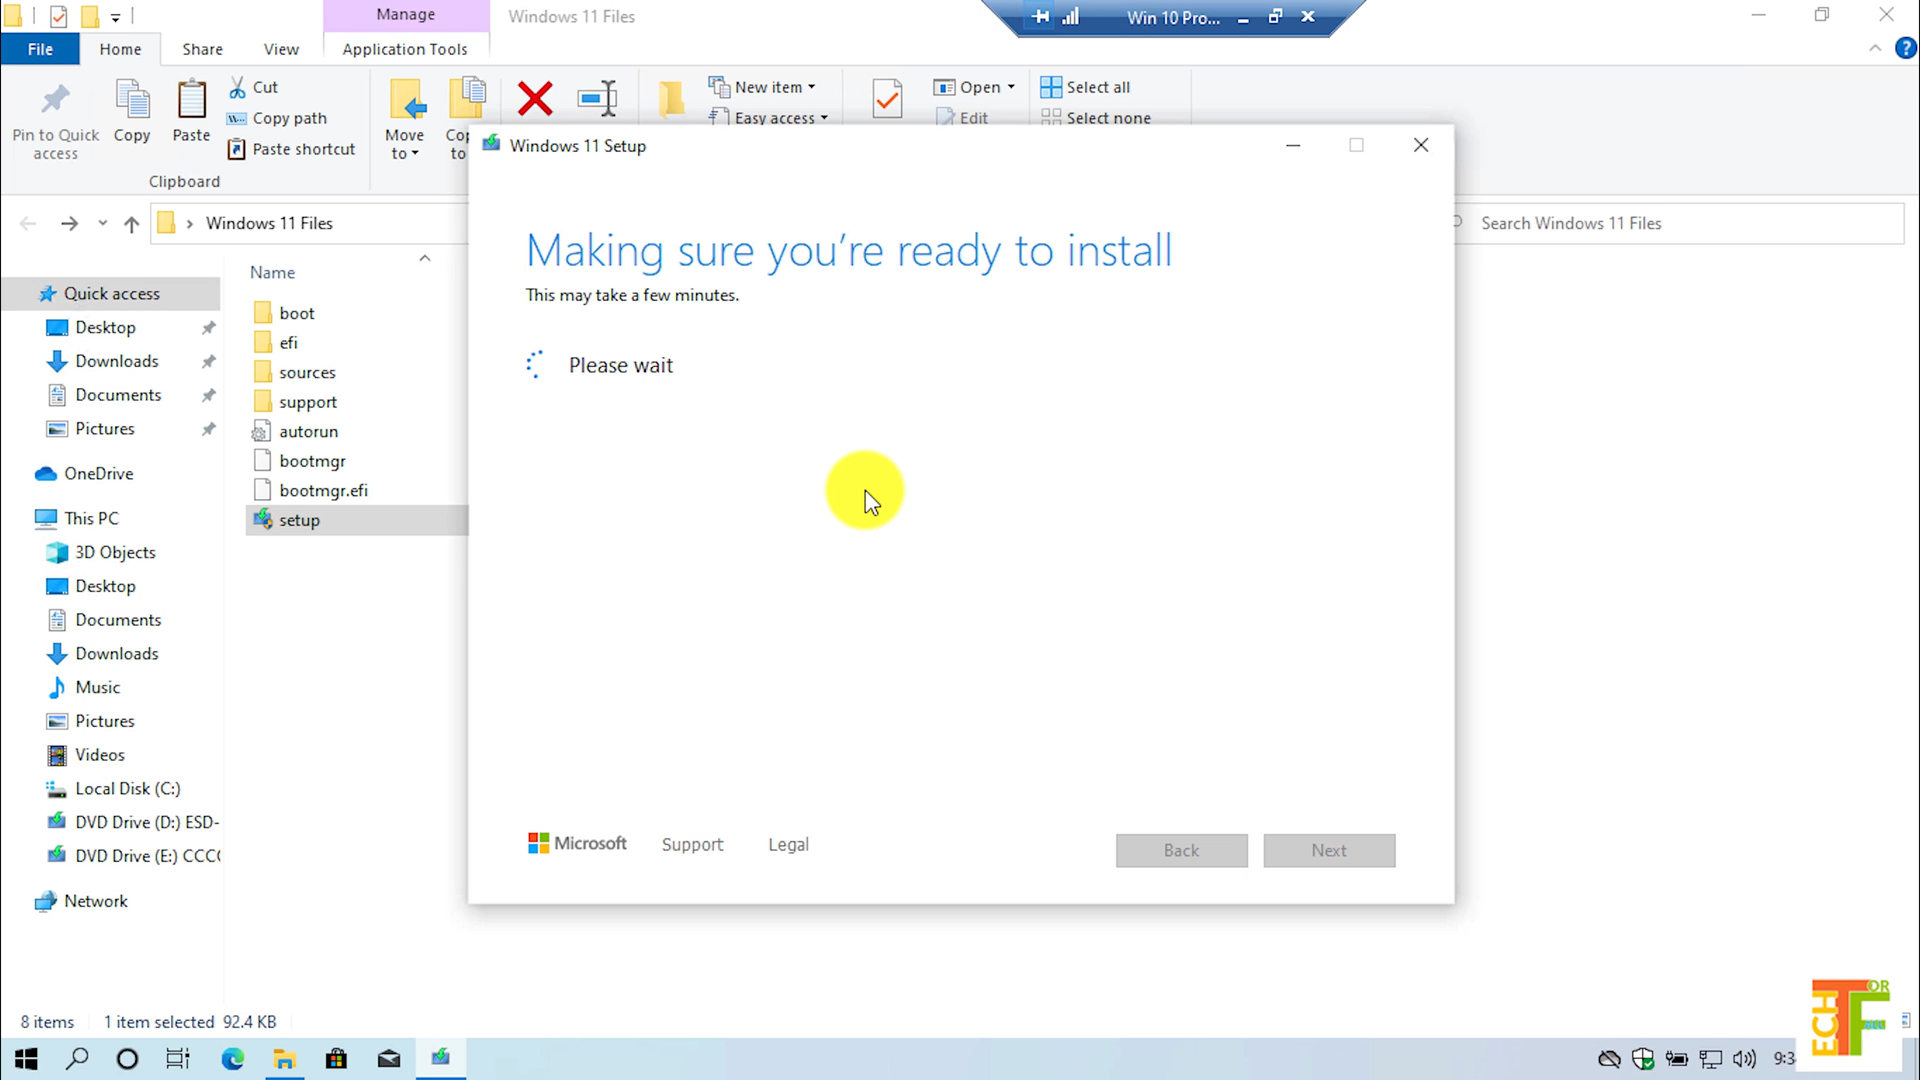 Manage
Windows 11 Files
Win 10 Pro...
File
Home
Share
View
Application Tools
Pin to Quick
access
Copy
Paste
Cut
Copy path
Paste shortcut
Clipboard
Move
to
to
New item
Easy access
Open
Edit
Select all
Select none
Windows 11 Files
Search Windows 11 Files
Name
Quick access
Desktop
Downloads
Documents
Pictures
OneDrive
This PC
3D Objects
Desktop
Documents
Downloads
Music
Pictures
Videos
Local Disk (C:)
DVD Drive (D:) ESD-
DVD Drive (E:) CCC
Network
boot
efi
sources
support
autorun
bootmgr
bootmgr.efi
setup
Windows 11 Setup
Making sure you're ready to install
This may take a few minutes.
Please wait
Microsoft
Support
Legal
Back
Next
8 items
1 item selected 92.4 KB
ECH
T
F
OR